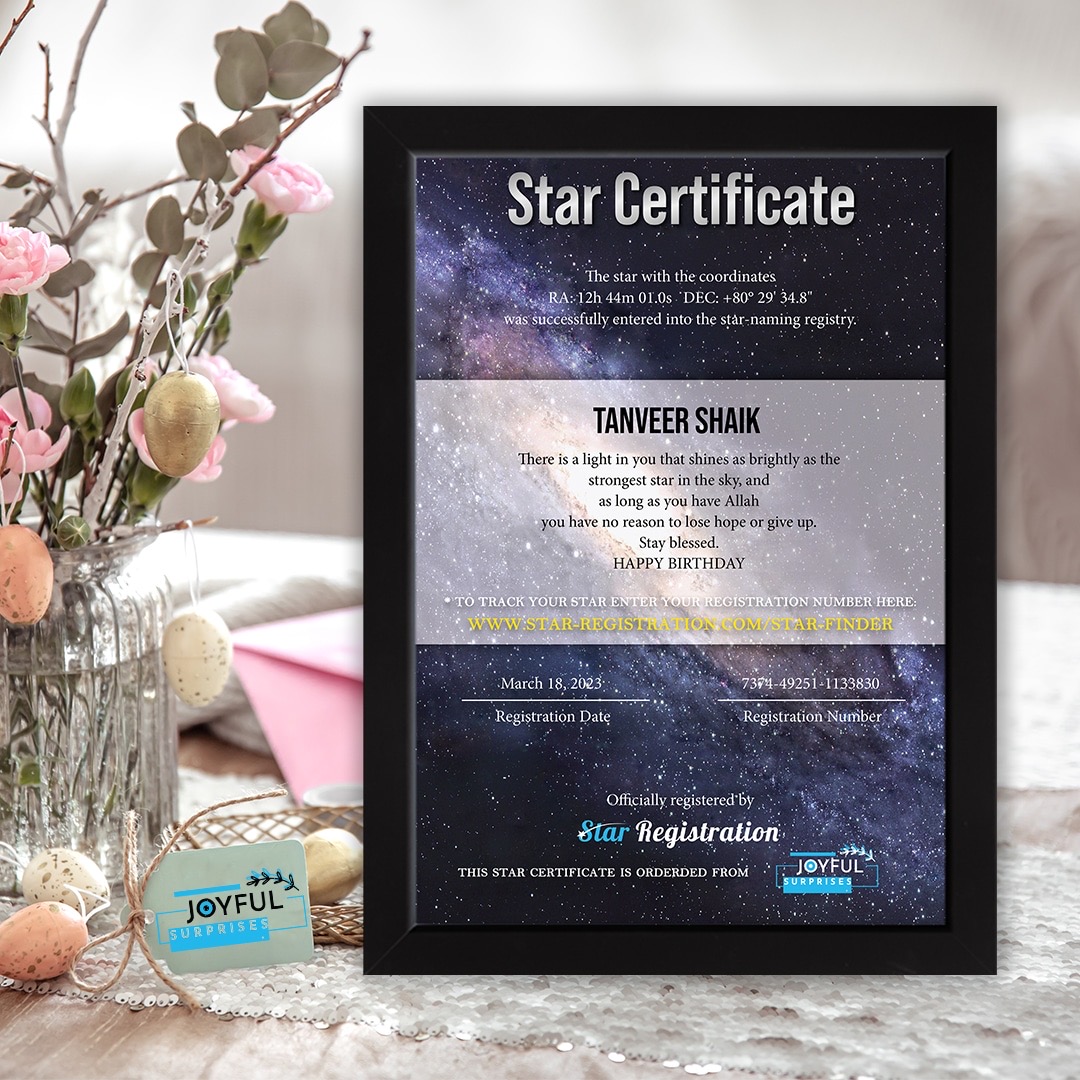 Star Certificate
The star with the coordinates
RA: 12h 44m 01.0s DEC: +80° 29' 34.8"
was successfully entered into the star-naming registry.
TANVEER SHAIK
There is a light in you that shines as brightly as the
strongest star in the sky, and
as long as you have Allah
you have no reason to lose hope or give up.
Stay blessed.
HAPPY BIRTHDAY
* TO TRACK YOUR STAR ENTER YOUR REGISTRATION NUMBER HERE:
WWW.STAR-REGISTRATION.COM/STAR-FINDER
March 18, 2023
Registration Date
7374-49251-1133830
Registration Number
Officially registered by
Star Registration
THIS STAR CERTIFICATE IS ORDERDED FROM
JOYFUL
SURPRISES
JOYFUL
SURPRISES